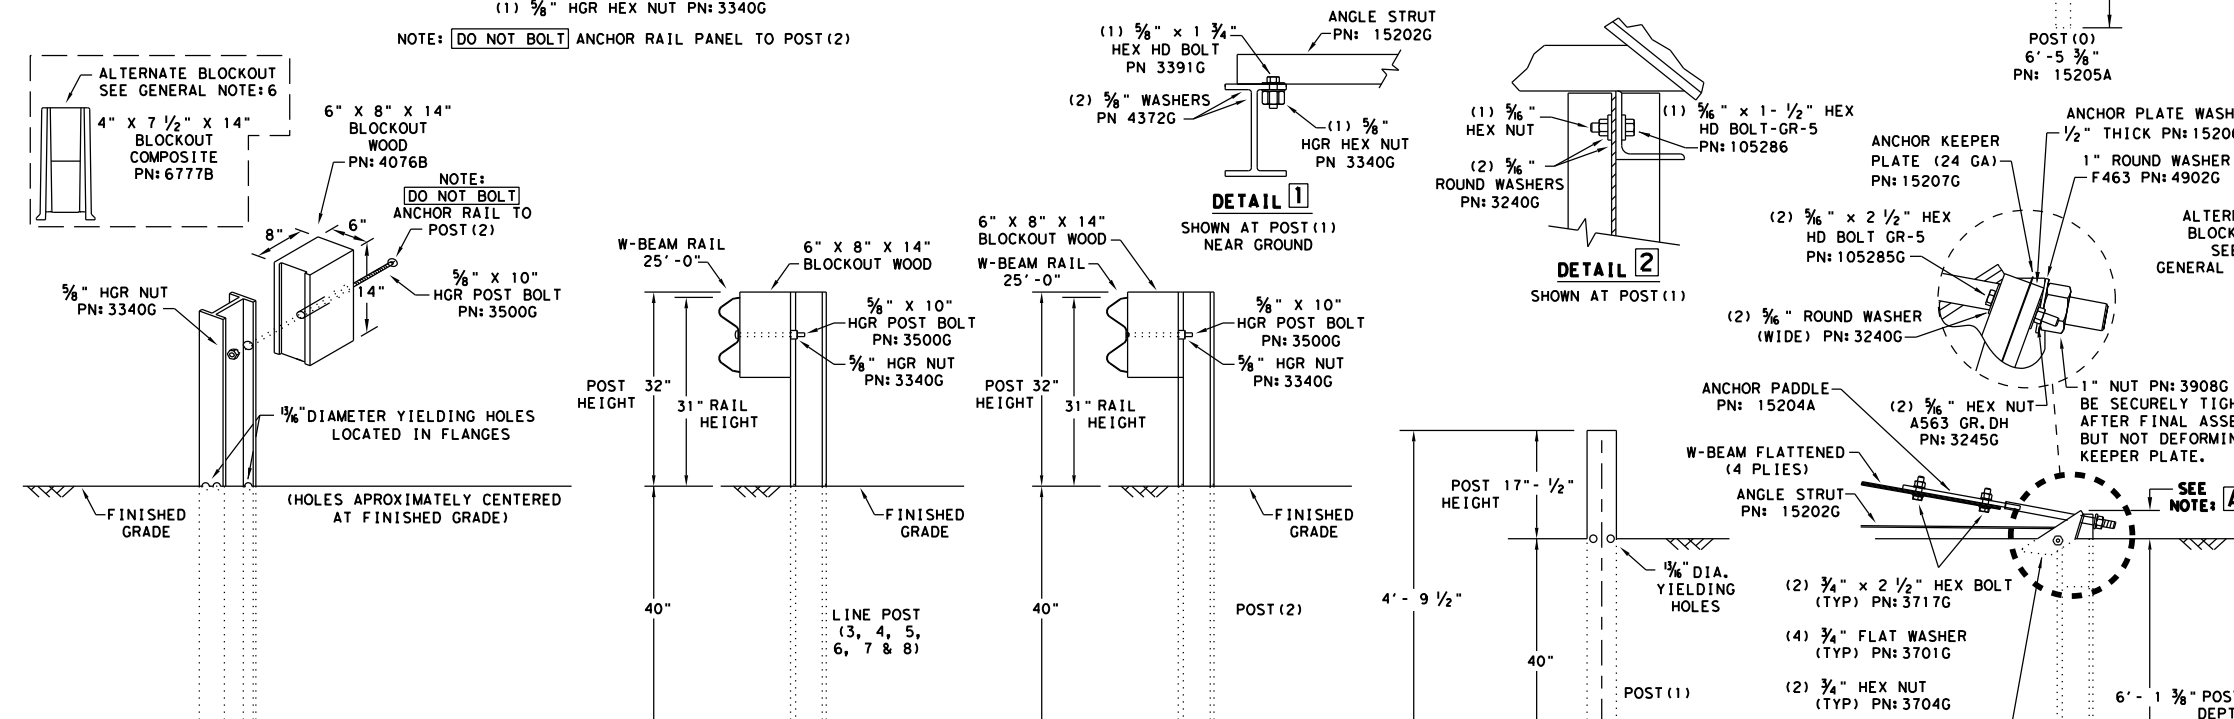 (1) ⅝" HGR HEX NUT PN:3340G
NOTE: DO NOT BOLT ANCHOR RAIL PANEL TO POST(2)
ALTERNATE BLOCKOUT
SEE GENERAL NOTE:6
4" X 7 ½" X 14"
BLOCKOUT
COMPOSITE
PN:6777B
6" X 8" X 14"
BLOCKOUT
WOOD
PN:4076B
NOTE:
DO NOT BOLT
ANCHOR RAIL TO
POST(2)
8"
6"
14"
⅝" X 10"
HGR POST BOLT
PN:3500G
⅝" HGR NUT
PN:3340G
13/16" DIAMETER YIELDING HOLES
LOCATED IN FLANGES
(HOLES APROXIMATELY CENTERED
AT FINISHED GRADE)
FINISHED
GRADE
W-BEAM RAIL
25'-0"
6" X 8" X 14"
BLOCKOUT WOOD
⅝" X 10"
HGR POST BOLT
PN:3500G
⅝" HGR NUT
PN:3340G
POST 32"
HEIGHT
31" RAIL
HEIGHT
FINISHED
GRADE
40"
LINE POST
(3, 4, 5,
6, 7 & 8)
6" X 8" X 14"
BLOCKOUT WOOD
W-BEAM RAIL
25'-0"
⅝" X 10"
HGR POST BOLT
PN:3500G
⅝" HGR NUT
PN:3340G
POST 32"
HEIGHT
31" RAIL
HEIGHT
FINISHED
GRADE
40"
POST(2)
(1) ⅝" x 1 ¾"
HEX HD BOLT
PN 3391G
ANGLE STRUT
PN: 15202G
(2) ⅝" WASHERS
PN 4372G
(1) ⅝"
HGR HEX NUT
PN 3340G
DETAIL 1
SHOWN AT POST(1)
NEAR GROUND
(1) 5/16"
HEX NUT
(1) 5/16" x 1-½" HEX
HD BOLT-GR-5
PN:105286
(2) 5/16"
ROUND WASHERS
PN:3240G
DETAIL 2
SHOWN AT POST(1)
POST 17"-½"
HEIGHT
4'-9 ½"
13/16" DIA.
YIELDING
HOLES
40"
POST(1)
POST(0)
6'-5 ⅜"
PN: 15205A
ANCHOR PLATE WASH
½" THICK PN:1520
ANCHOR KEEPER
PLATE (24 GA)
PN:15207G
1" ROUND WASHER
F463 PN:4902G
(2) 5/16" x 2 ½" HEX
HD BOLT GR-5
PN:105285G
ALTER
BLOCK
SEE
GENERAL
(2) 5/16" ROUND WASHER
(WIDE) PN:3240G
ANCHOR PADDLE
PN: 15204A
(2) 5/16" HEX NUT
A563 GR.DH
PN:3245G
1" NUT PN:3908G
BE SECURELY TIGH
AFTER FINAL ASSE
BUT NOT DEFORMIN
KEEPER PLATE.
W-BEAM FLATTENED
(4 PLIES)
ANGLE STRUT
PN: 15202G
SEE
NOTE: A
(2) ¾" x 2 ½" HEX BOLT
(TYP) PN:3717G
(4) ¾" FLAT WASHER
(TYP) PN:3701G
(2) ¾" HEX NUT
(TYP) PN:3704G
6'- 1 ⅜" POS
DEPT